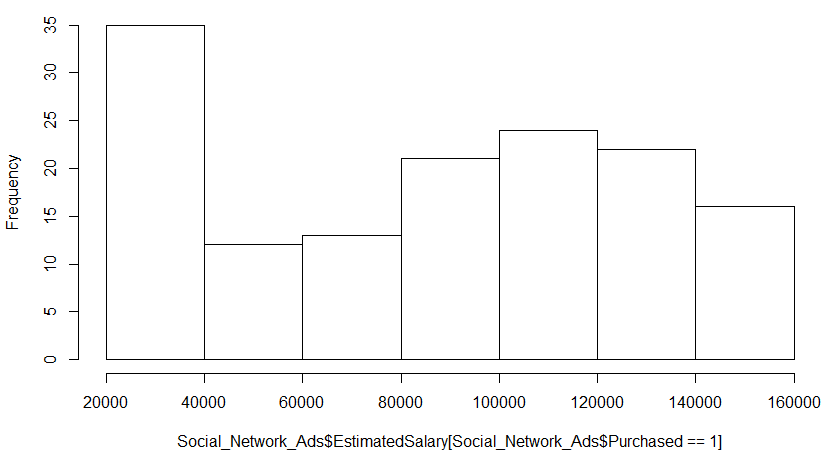 Frequency
35
30
25
20
15
10
5
0
20000 40000 60000 80000 100000 120000 140000 160000
Social_Network_Ads$EstimatedSalary[Social_Network_Ads$Purchased == 1]